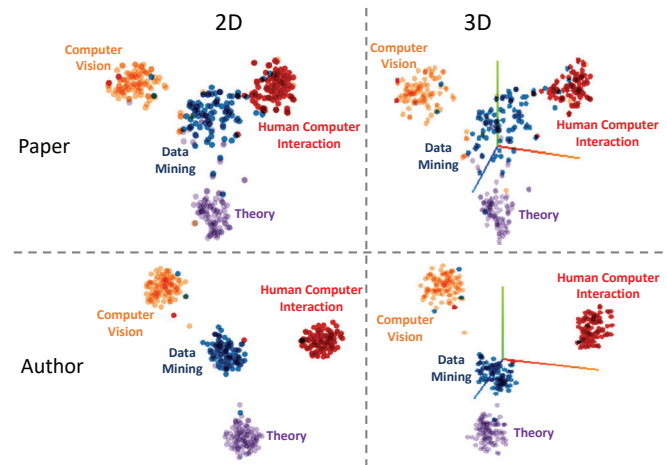 2D
3D
Computer
Vision
Human Computer
Interaction
Data
Mining
Theory
Computer
Vision
Human Computer
Interaction
Data
Mining
Theory
Paper
Computer
Vision
Human Computer
Interaction
Data
Mining
Theory
Human Computer
Interaction
Computer
Vision
Data
Mining
Theory
Author